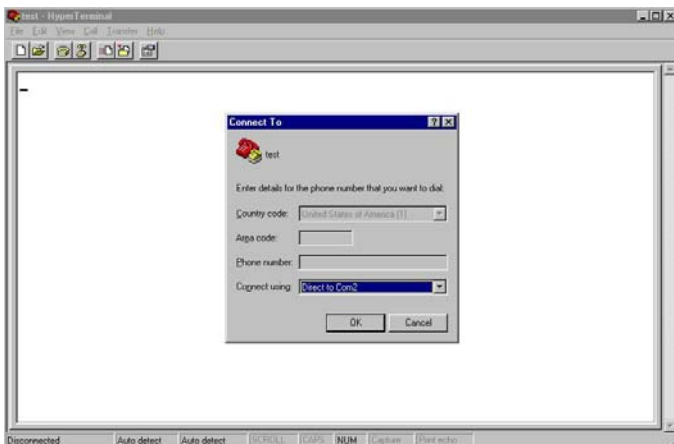 test - HyperTerminal
File Edit View Call Transfer Help
Connect To
test
Enter details for the phone number that you want to dial:
Country code: United States of America (1)
Area code:
Phone number:
Connect using: Direct to Com2
OK Cancel
Disconnected Auto detect Auto detect SCROLL CAPS NUM Capture Print echo